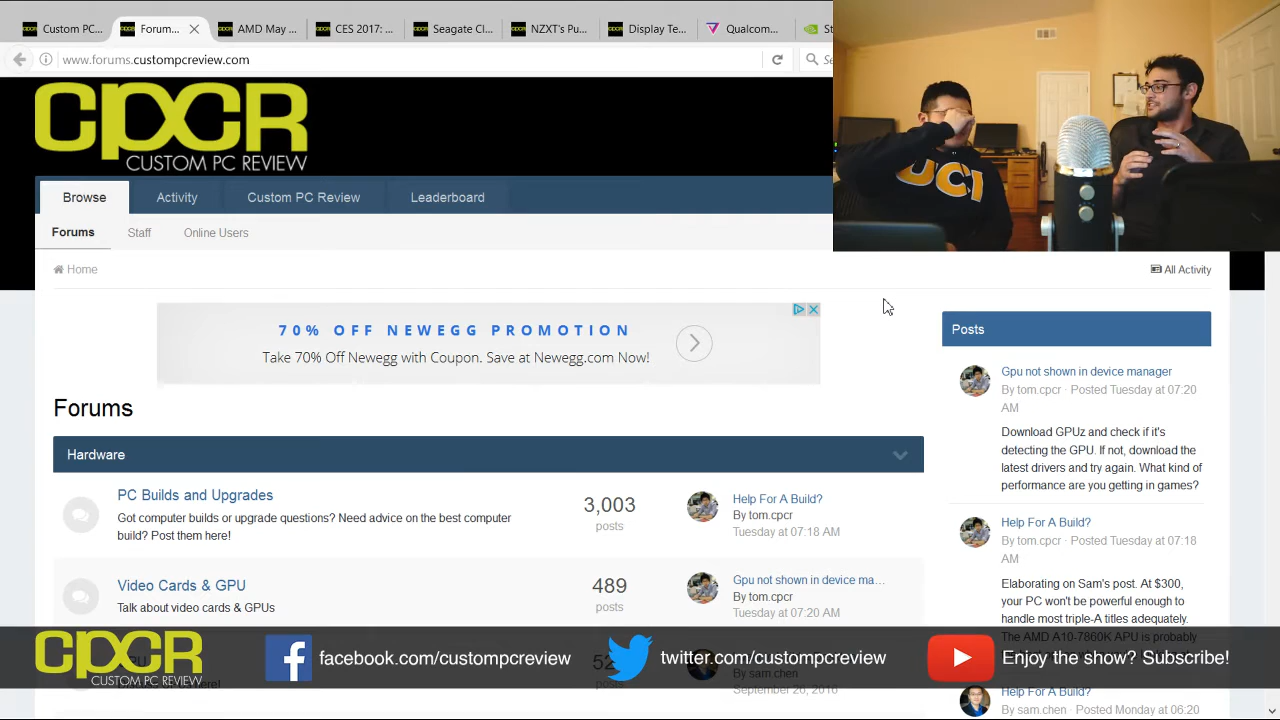 Custom PC...
Forum...
AMD May ...
CES 2017: ...
Seagate Cl...
NZXT's Pu...
Display Te...
Qualcom...
St
www.forums.custompcreview.com
CPCR
CUSTOM PC REVIEW
UCI
Browse
Activity
Custom PC Review
Leaderboard
Forums
Staff
Online Users
Home
All Activity
70% OFF NEWEGG PROMOTION
Take 70% Off Newegg with Coupon. Save at Newegg.com Now!
Forums
Hardware
PC Builds and Upgrades
Got computer builds or upgrade questions? Need advice on the best computer
build? Post them here!
3,003
posts
Help For A Build?
By tom.cpcr
Tuesday at 07:18 AM
Video Cards & GPU
Talk about video cards & GPUs
489
posts
Gpu not shown in device ma...
By tom.cpcr
Tuesday at 07:20 AM
posts
By sam.chen
September 26, 2016
Posts
Gpu not shown in device manager
By tom.cpcr · Posted Tuesday at 07:20
AM
Download GPUz and check if it's
detecting the GPU. If not, download the
latest drivers and try again. What kind of
performance are you getting in games?
Help For A Build?
By tom.cpcr · Posted Tuesday at 07:18
AM
Elaborating on Sam's post. At $300,
your PC won't be powerful enough to
handle most triple-A titles adequately.
The AMD A10-7860K APU is probably
Help For A Build?
By sam.chen · Posted Monday at 06:20
CPCR
CUSTOM PC REVIEW
facebook.com/custompcreview
twitter.com/custompcreview
Enjoy the show? Subscribe!